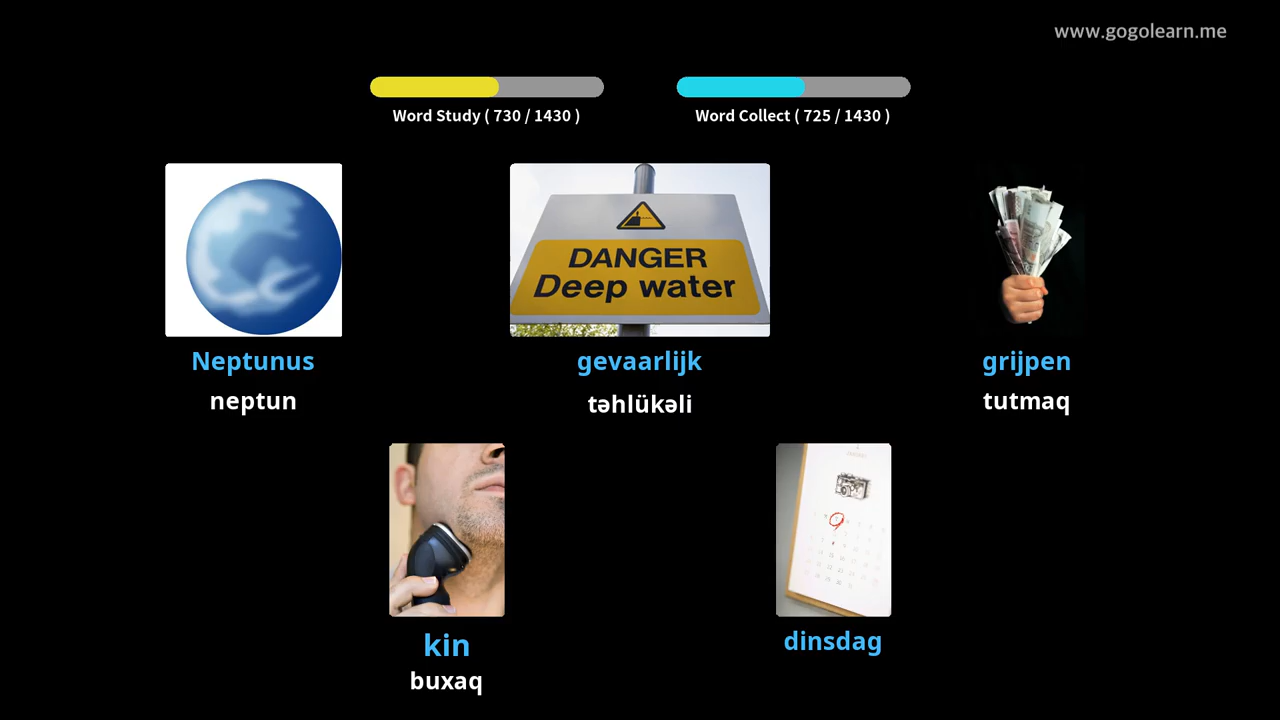 www.gogolearn.me
Word Study ( 730 / 1430 )
Word Collect ( 725 / 1430 )
DANGER
Deep water
Neptunus
neptun
gevaarlijk
təhlükəli
grijpen
tutmaq
kin
buxaq
dinsdag